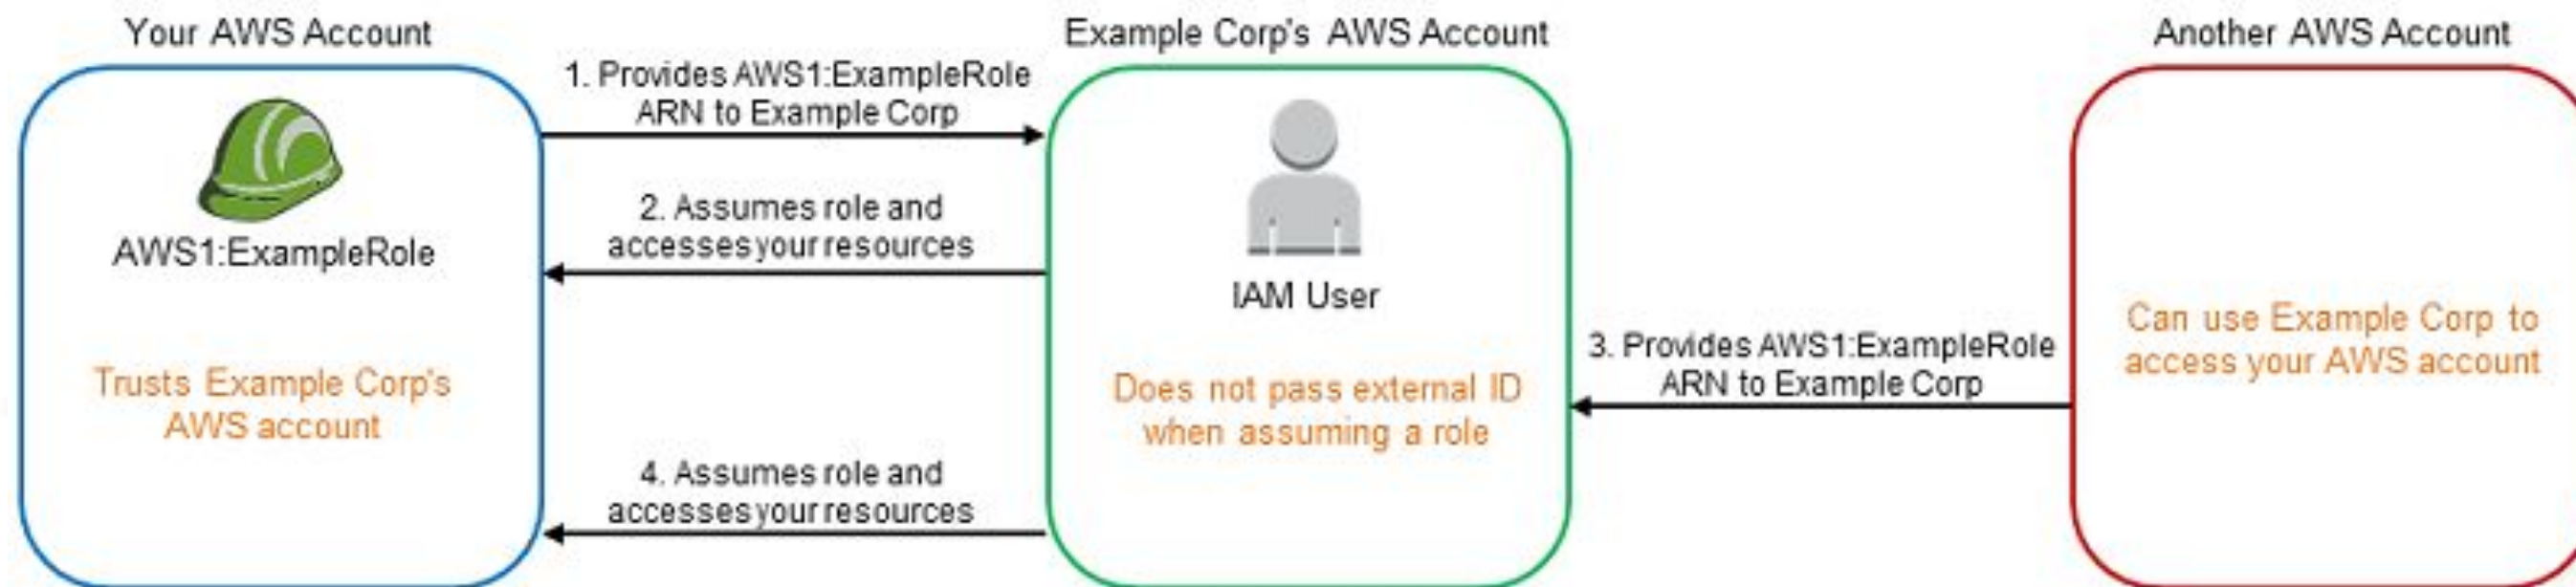 Your AWS Account
Example Corp's AWS Account
Another AWS Account
1. Provides AWS1:ExampleRole
ARN to Example Corp
AWS1:ExampleRole
2. Assumes role and
accesses your resources
Trusts Example Corp's
AWS account
4. Assumes role and
accesses your resources
IAM User
Does not pass external ID
when assuming a role
3. Provides AWS1:ExampleRole
ARN to Example Corp
Can use Example Corp to
access your AWS account